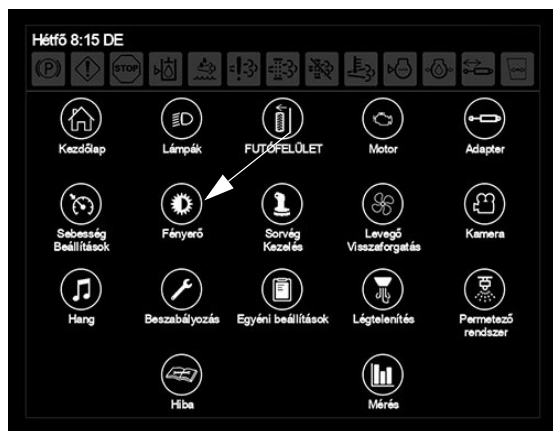 Hétfő 8:15 DE
(P) STOP
Kezdőlap Lámpák FUTÓFELÜLET Motor Adapter
Sebesség Beállítások Fényerő Sorvég Kezelés Levegő Visszaforgatás Kamera
Hang Beszabályozás Egyéni beállítások Légtelenítés Permetező rendszer
Hiba Mérés